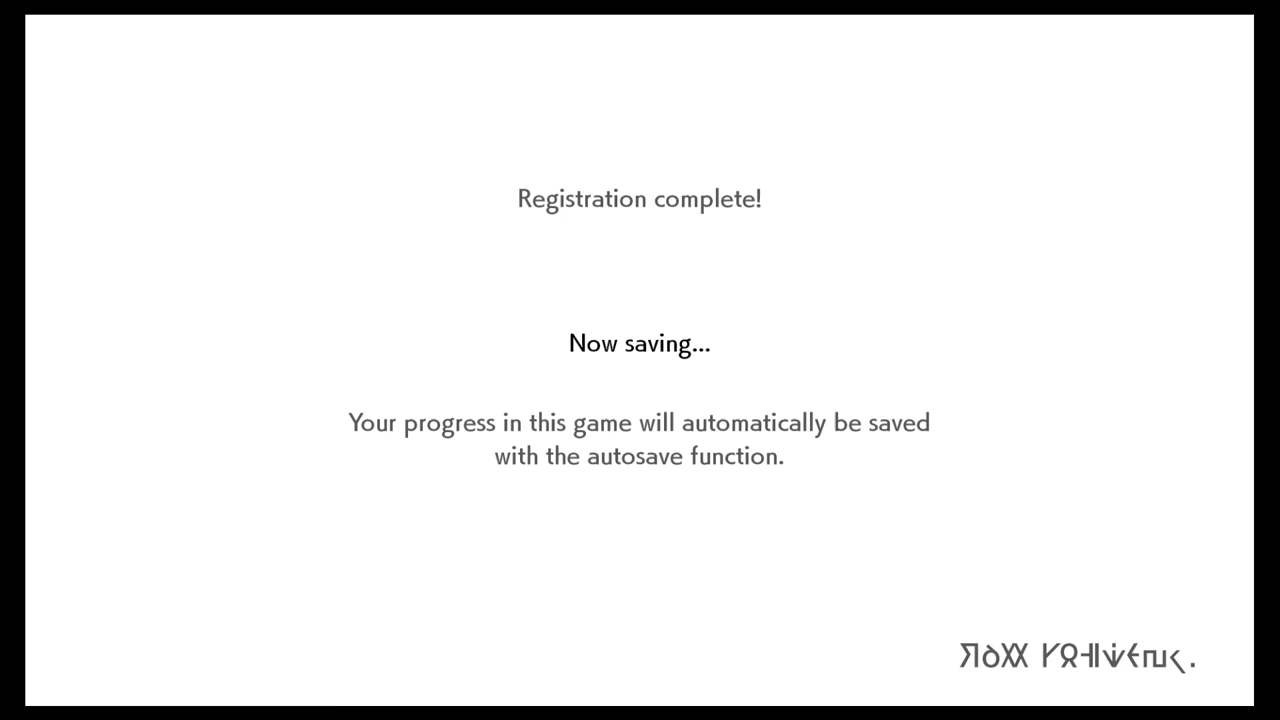 Registration complete!
Now saving...
Your progress in this game will automatically be saved
with the autosave function.